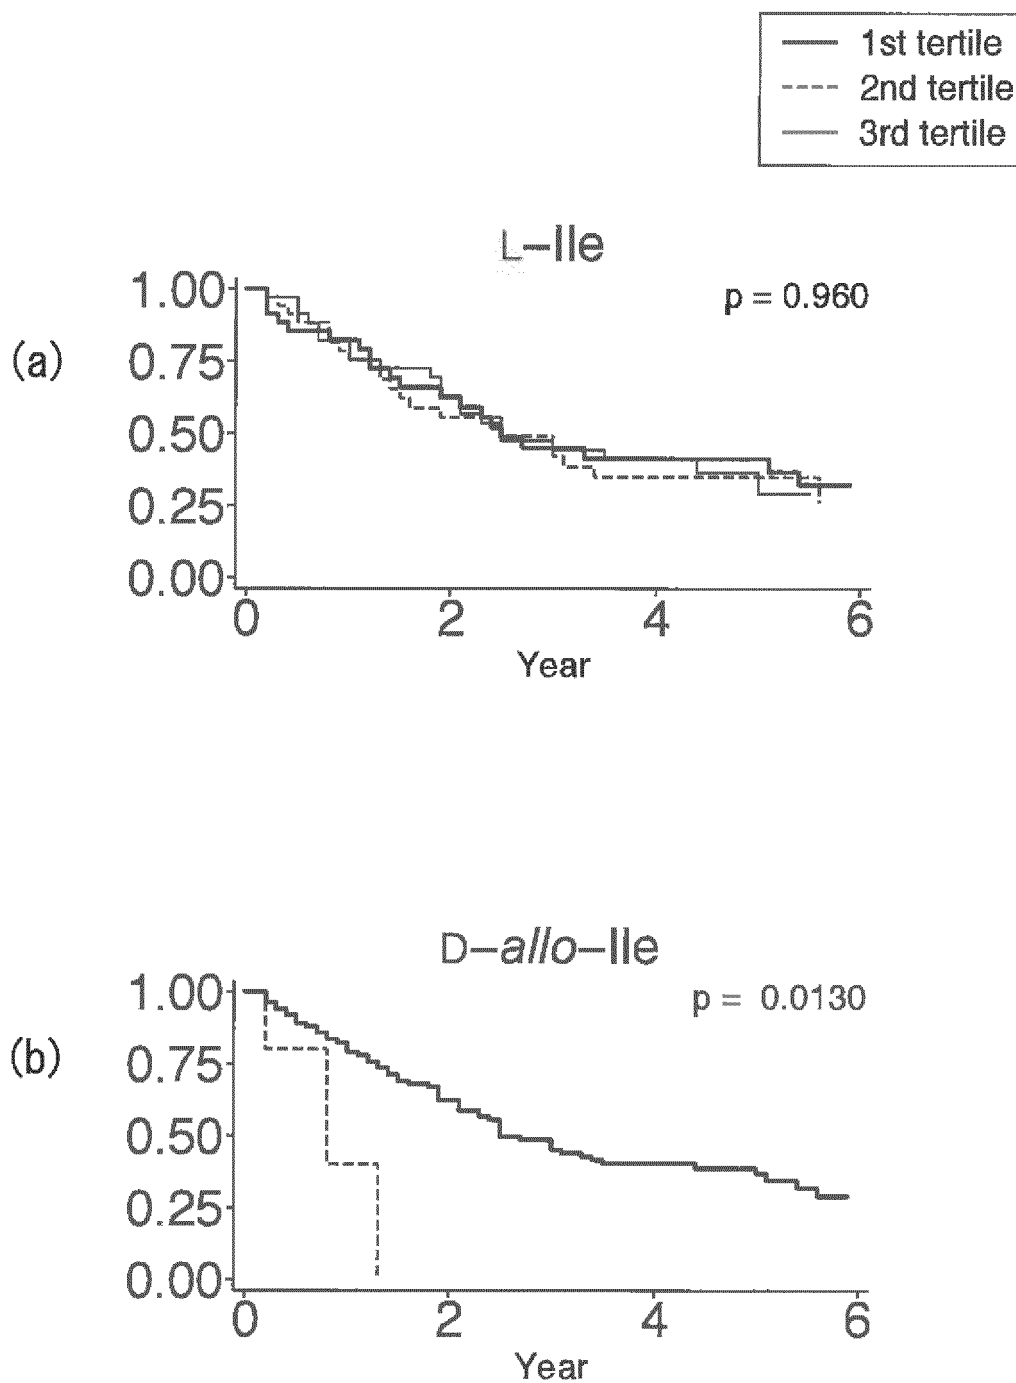 1st tertile
2nd tertile
3rd tertile
L–Ile
(a)
p = 0.960
1.00
0.75
0.50
0.25
0.00
0 2 4 6
Year
D–allo–Ile
(b)
p = 0.0130
1.00
0.75
0.50
0.25
0.00
0 2 4 6
Year